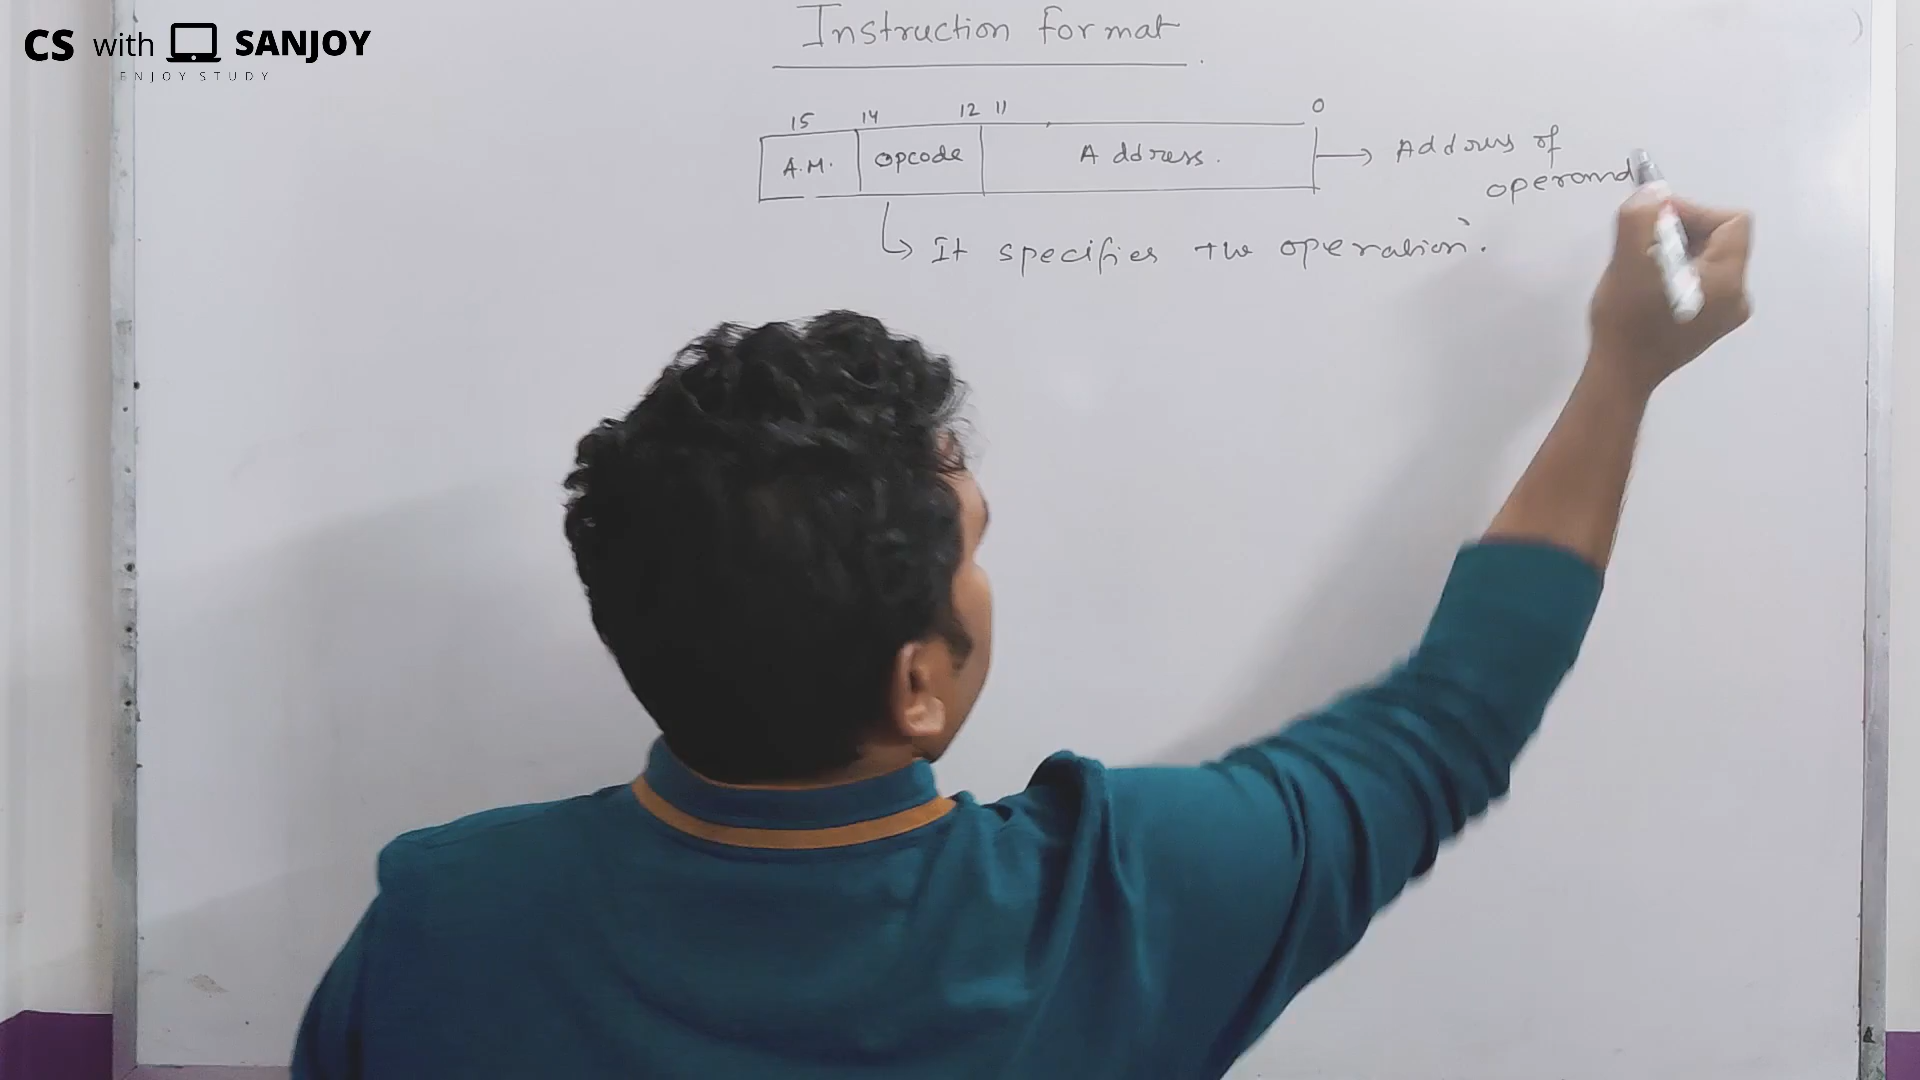 CS with SANJOY
ENJOY STUDY
Instruction format
15 14 12 11 0
A.M. opcode Address. → Address of
operand
↳ It specifies the operation.